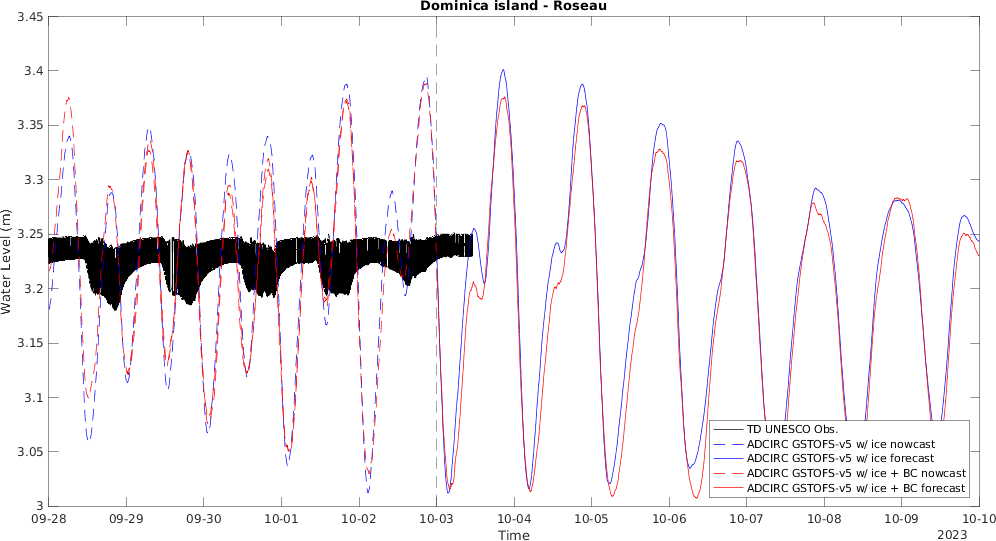 Dominica island - Roseau
3.45
3.4
3.35
3.3
3.25
3.2
3.15
3.1
3.05
3
Water Level (m)
TD UNESCO Obs.
ADCIRC GSTOFS-v5 w/ ice nowcast
ADCIRC GSTOFS-v5 w/ ice forecast
ADCIRC GSTOFS-v5 w/ ice + BC nowcast
ADCIRC GSTOFS-v5 w/ ice + BC forecast
09-28 09-29 09-30 10-01 10-02 10-03 10-04 10-05 10-06 10-07 10-08 10-09 10-10
Time
2023